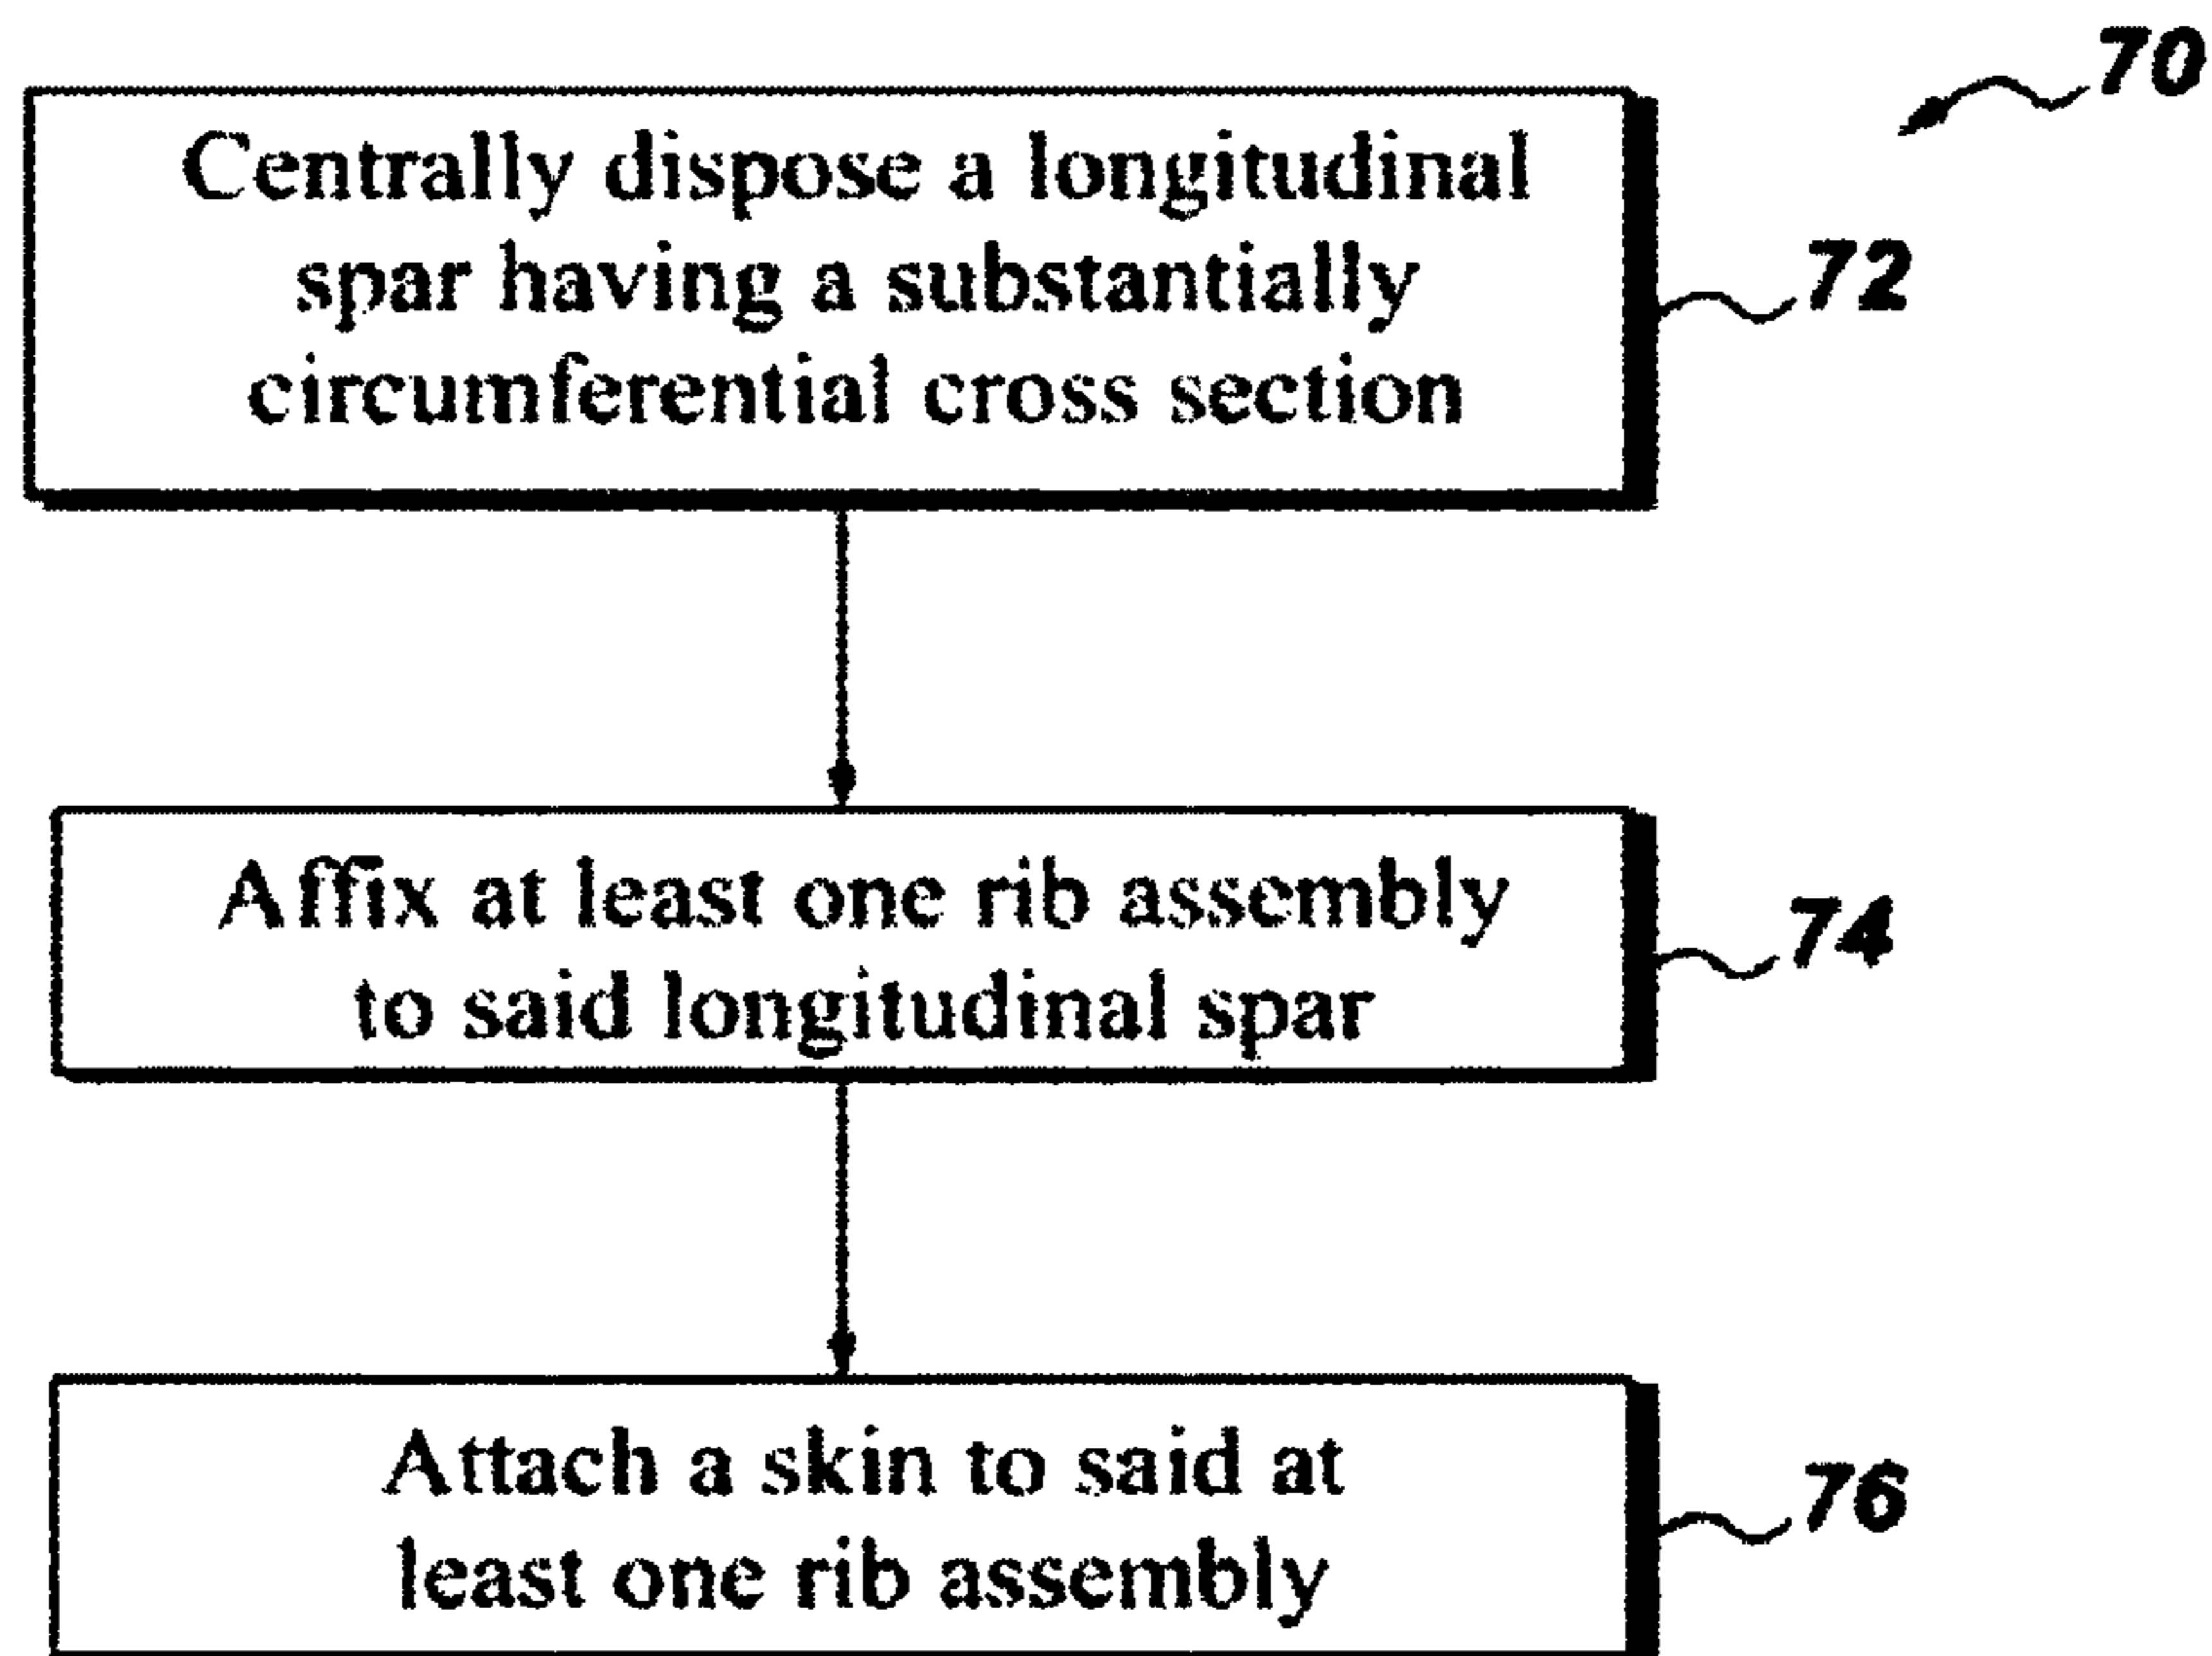 70
Centrally dispose a longitudinal
spar having a substantially
circumferential cross section
72
Affix at least one rib assembly
to said longitudinal spar
74
Attach a skin to said at
least one rib assembly
76